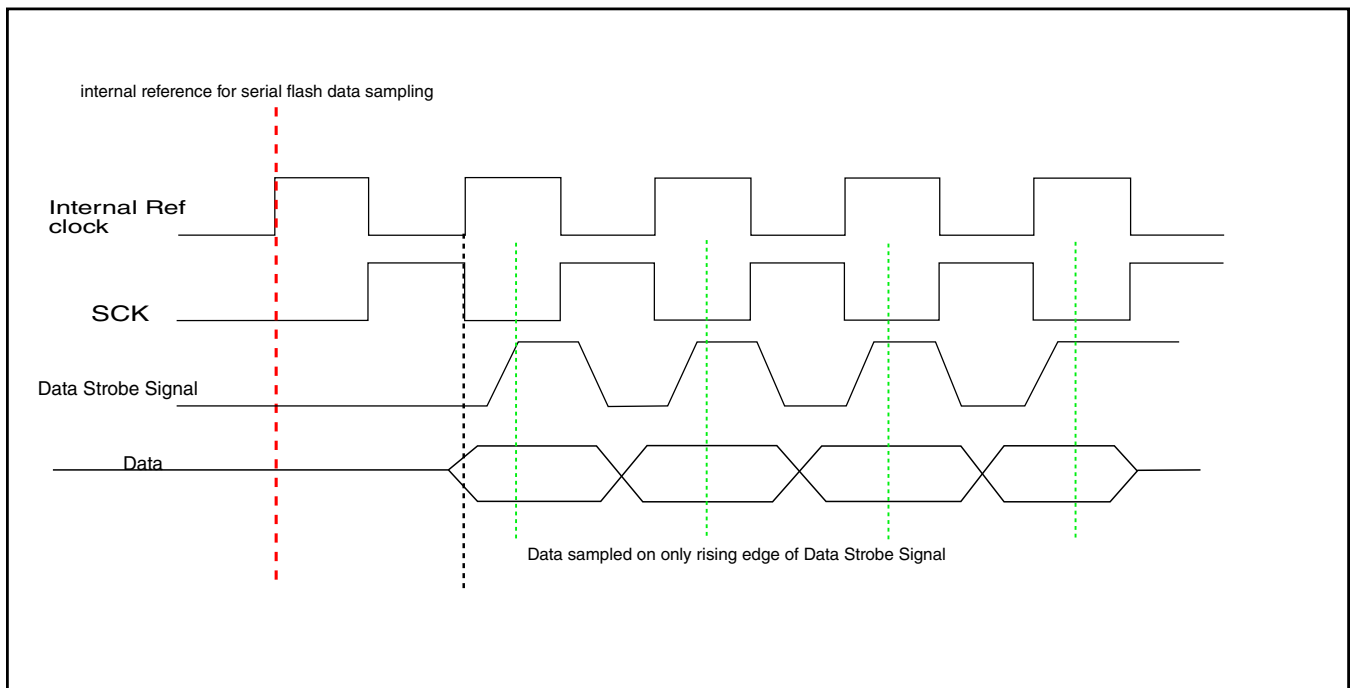 internal reference for serial flash data sampling
Internal Ref
clock
SCK
Data Strobe Signal
Data
Data sampled on only rising edge of Data Strobe Signal